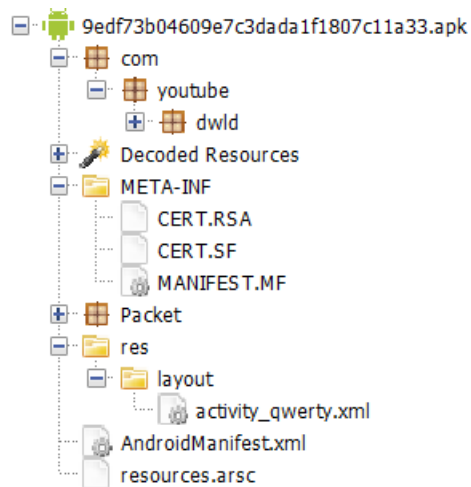 9edf73b04609e7c3dada1f1807c11a33.apk
com
youtube
dwld
Decoded Resources
META-INF
CERT.RSA
CERT.SF
MANIFEST.MF
Packet
res
layout
activity_qwerty.xml
AndroidManifest.xml
resources.arsc